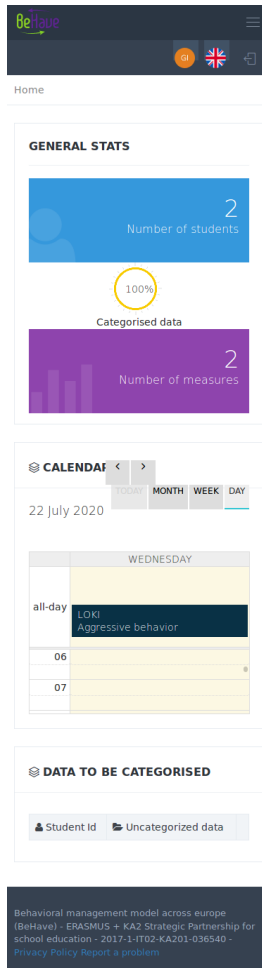 BeHave
GI
Home
GENERAL STATS
2
Number of students
100%
Categorised data
2
Number of measures
CALENDAR
TODAY MONTH WEEK DAY
22 July 2020
WEDNESDAY
all-day
LOKI
Aggressive behavior
06
07
DATA TO BE CATEGORISED
Student Id Uncategorized data
Behavioral management model across europe
(BeHave) - ERASMUS + KA2 Strategic Partnership for
school education - 2017-1-IT02-KA201-036540 -
Privacy Policy Report a problem